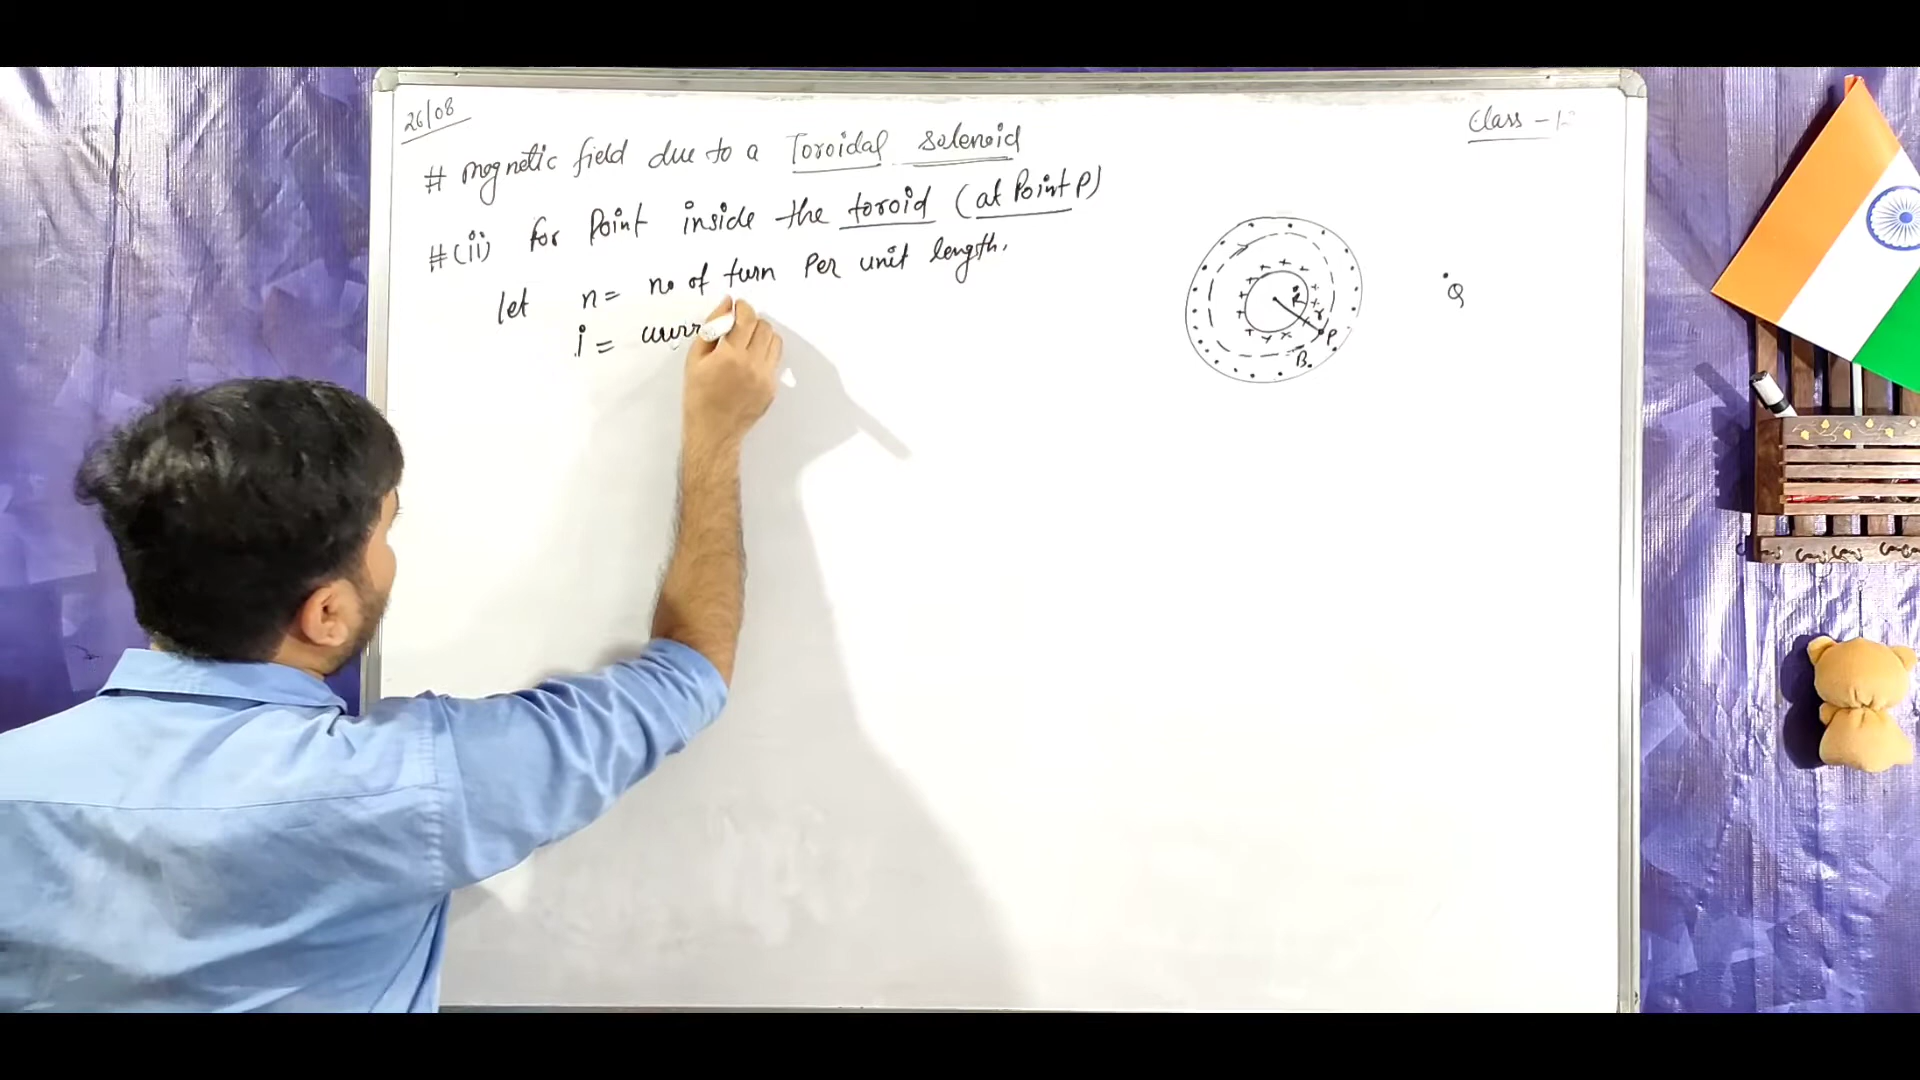 26/08
Class - 12
# magnetic field due to a Toroidal solenoid
#(ii) for Point inside the toroid (at Point P)
let n = no of turn Per unit length.
i = curr
R
r
P
B
Q